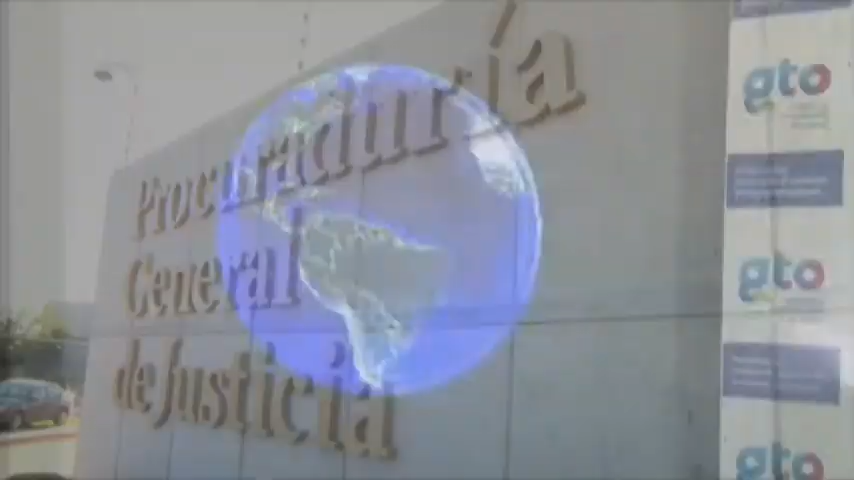 Procuraduría
General
de Justicia
gto
gto
gto